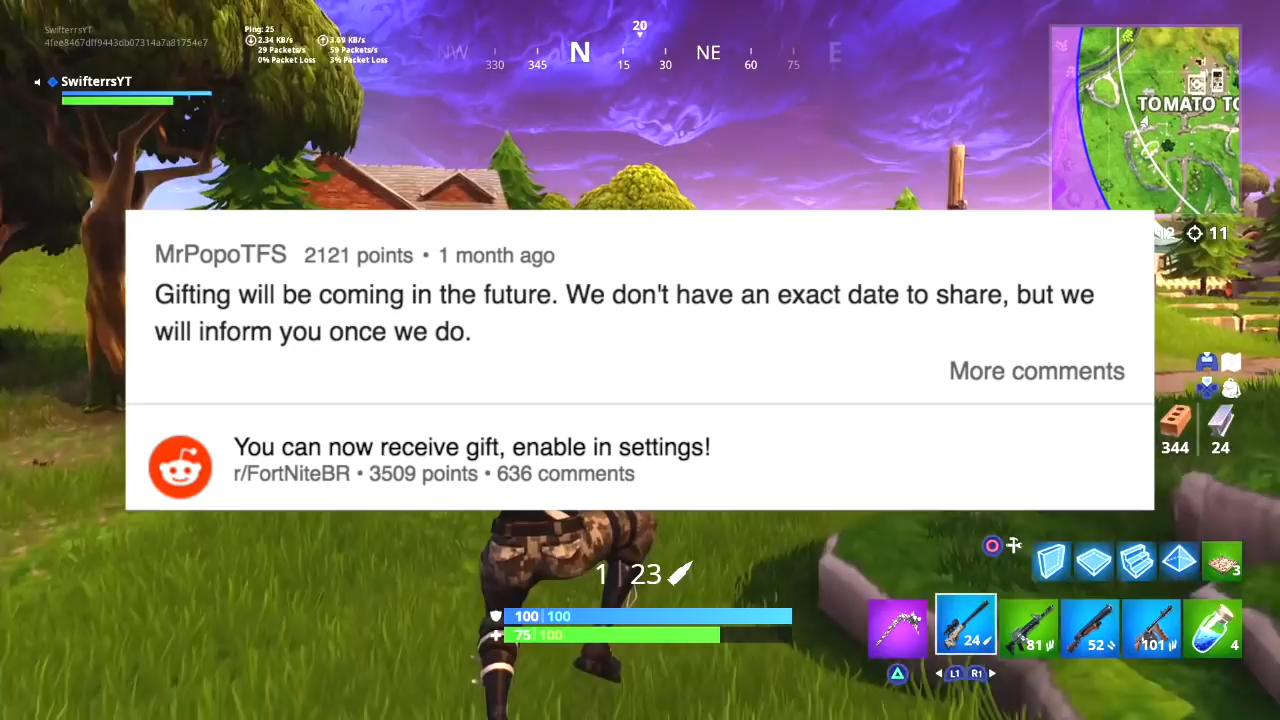 SwifterrsYT
4fee8467dff9443db07314a7a81754e7
Ping: 25
2.34 KB/s 3.69 KB/s
29 Packets/s 59 Packets/s
0% Packet Loss 3% Packet Loss
SwifterrsYT
20
NW 330 345 N 15 30 NE 60 75 E
TOMATO TO
12 11
MrPopoTFS 2121 points • 1 month ago
Gifting will be coming in the future. We don't have an exact date to share, but we
will inform you once we do.
More comments
You can now receive gift, enable in settings!
r/FortNiteBR • 3509 points • 636 comments
344 24
1 | 23
3
100 | 100
75 | 100
24 81 52 101 4
L1 R1